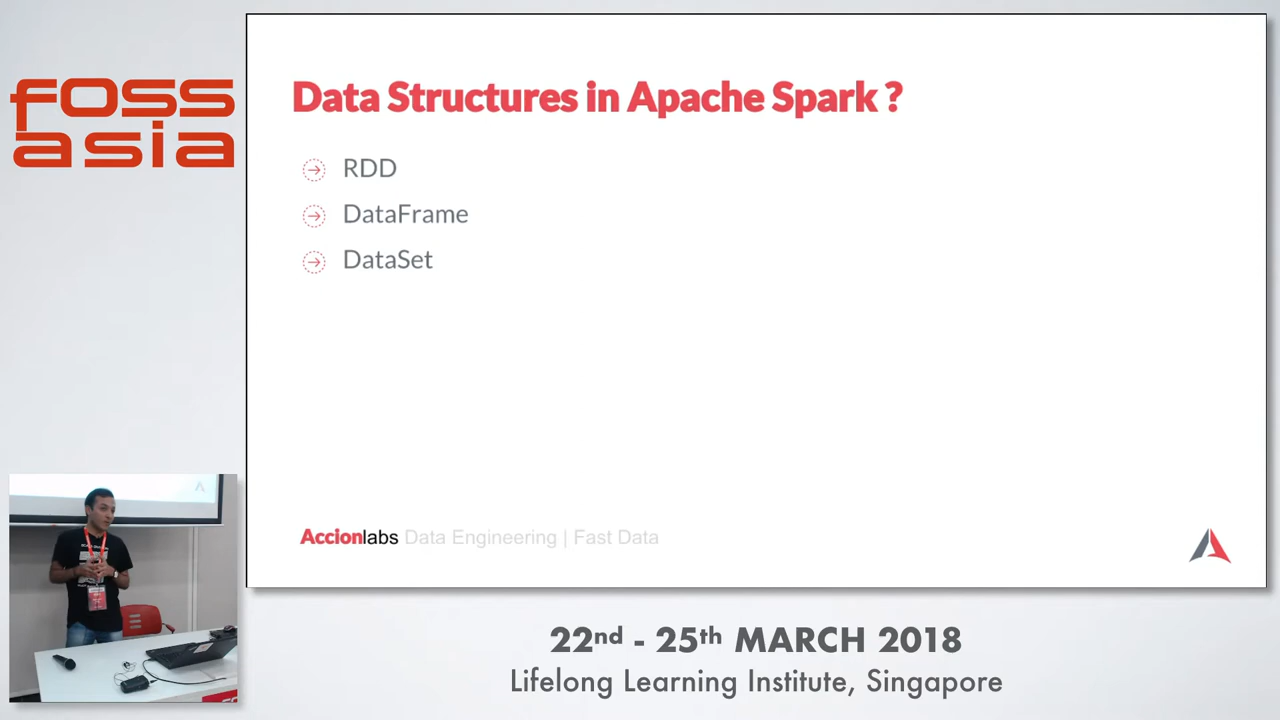 foss
asia
Data Structures in Apache Spark ?
RDD
DataFrame
DataSet
Accionlabs Data Engineering | Fast Data
22nd - 25th MARCH 2018
Lifelong Learning Institute, Singapore